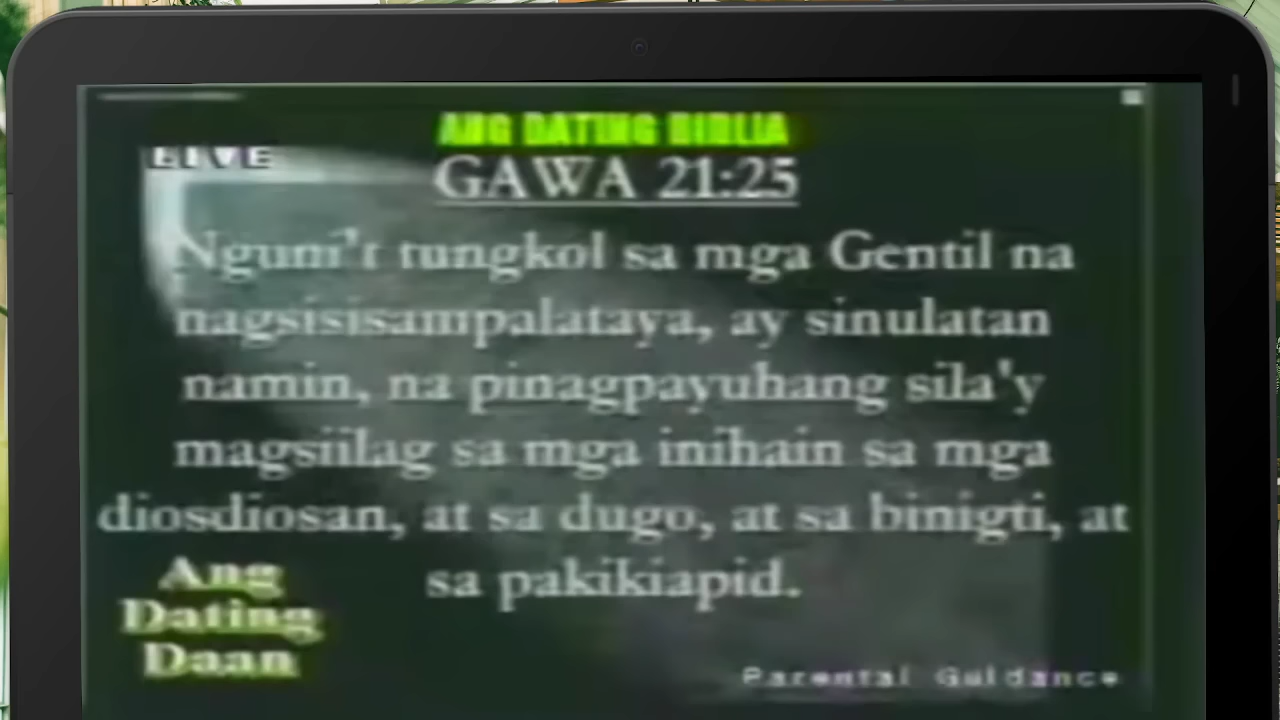 ANG DATING BIBLIA
LIVE
GAWA 21:25
Nguni't tungkol sa mga Gentil na
nagsisisampalataya, ay sinulatan
namin, na pinagpayuhang sila'y
magsiilag sa mga inihain sa mga
diosdiosan, at sa dugo, at sa binigti, at
sa pakikiapid.
Ang
Dating
Daan
Parental Guidance